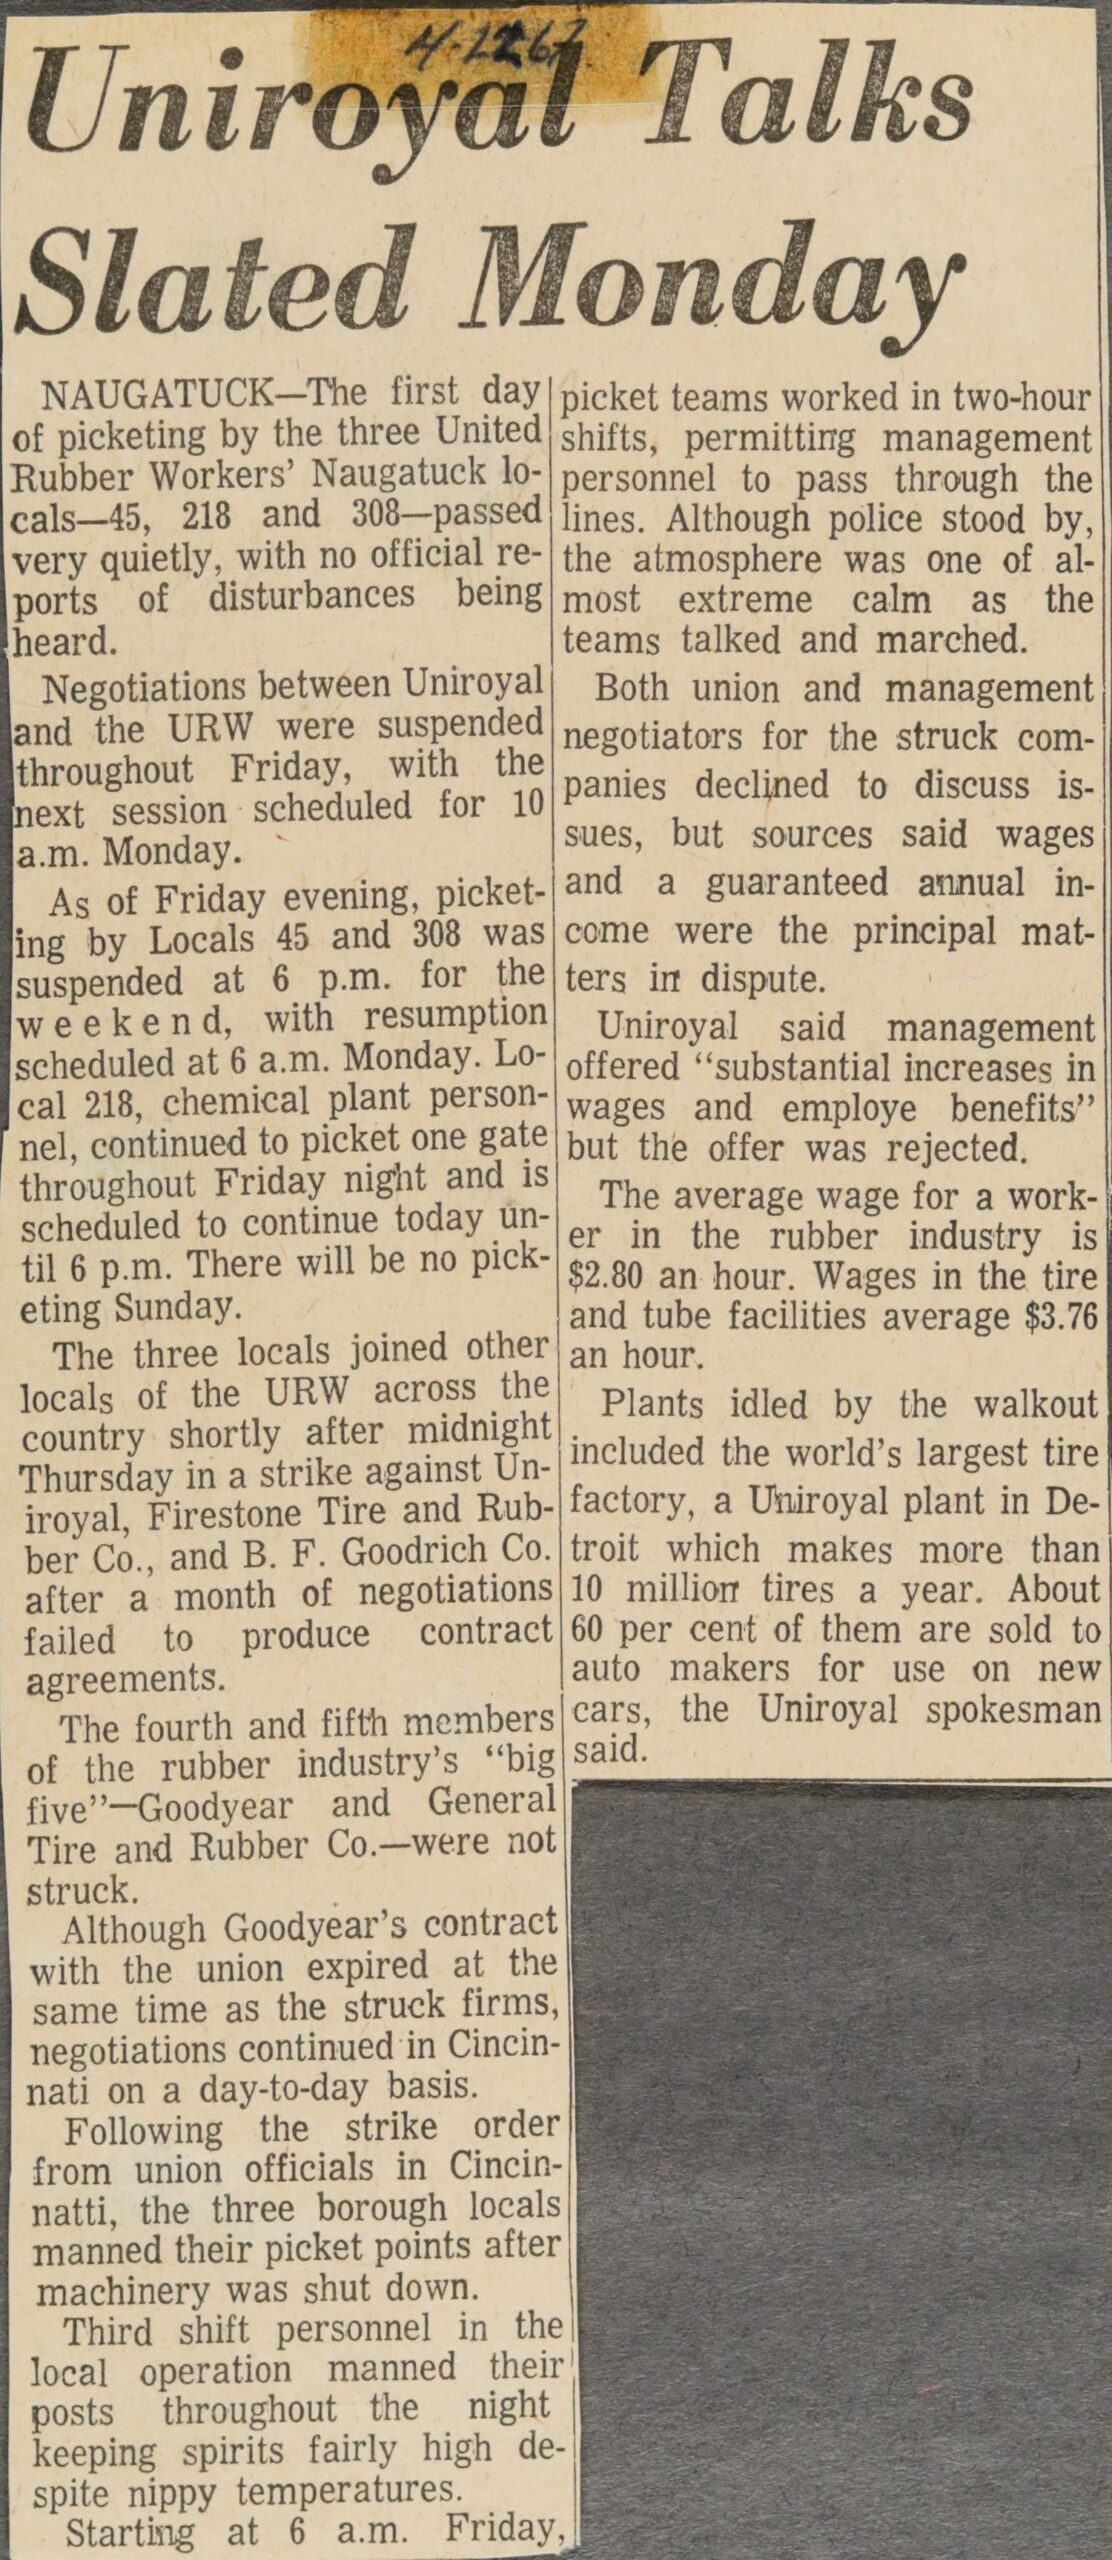 4-22 67
Uniroyal Talks
Slated Monday
NAUGATUCK—The first day
of picketing by the three United
Rubber Workers' Naugatuck lo-
cals—45, 218 and 308—passed
very quietly, with no official re-
ports of disturbances being
heard.
Negotiations between Uniroyal
and the URW were suspended
throughout Friday, with the
next session scheduled for 10
a.m. Monday.
As of Friday evening, picket-
ing by Locals 45 and 308 was
suspended at 6 p.m. for the
weekend, with resumption
scheduled at 6 a.m. Monday. Lo-
cal 218, chemical plant person-
nel, continued to picket one gate
throughout Friday night and is
scheduled to continue today un-
til 6 p.m. There will be no pick-
eting Sunday.
The three locals joined other
locals of the URW across the
country shortly after midnight
Thursday in a strike against Un-
iroyal, Firestone Tire and Rub-
ber Co., and B. F. Goodrich Co.
after a month of negotiations
failed to produce contract
agreements.
The fourth and fifth members
of the rubber industry's "big
five"—Goodyear and General
Tire and Rubber Co.—were not
struck.
Although Goodyear's contract
with the union expired at the
same time as the struck firms,
negotiations continued in Cincin-
nati on a day-to-day basis.
Following the strike order
from union officials in Cincin-
natti, the three borough locals
manned their picket points after
machinery was shut down.
Third shift personnel in the
local operation manned their
posts throughout the night
keeping spirits fairly high de-
spite nippy temperatures.
Starting at 6 a.m. Friday,
picket teams worked in two-hour
shifts, permitting management
personnel to pass through the
lines. Although police stood by,
the atmosphere was one of al-
most extreme calm as the
teams talked and marched.
Both union and management
negotiators for the struck com-
panies declined to discuss is-
sues, but sources said wages
and a guaranteed annual in-
come were the principal mat-
ters in dispute.
Uniroyal said management
offered "substantial increases in
wages and employe benefits"
but the offer was rejected.
The average wage for a work-
er in the rubber industry is
$2.80 an hour. Wages in the tire
and tube facilities average $3.76
an hour.
Plants idled by the walkout
included the world's largest tire
factory, a Uniroyal plant in De-
troit which makes more than
10 million tires a year. About
60 per cent of them are sold to
auto makers for use on new
cars, the Uniroyal spokesman
said.